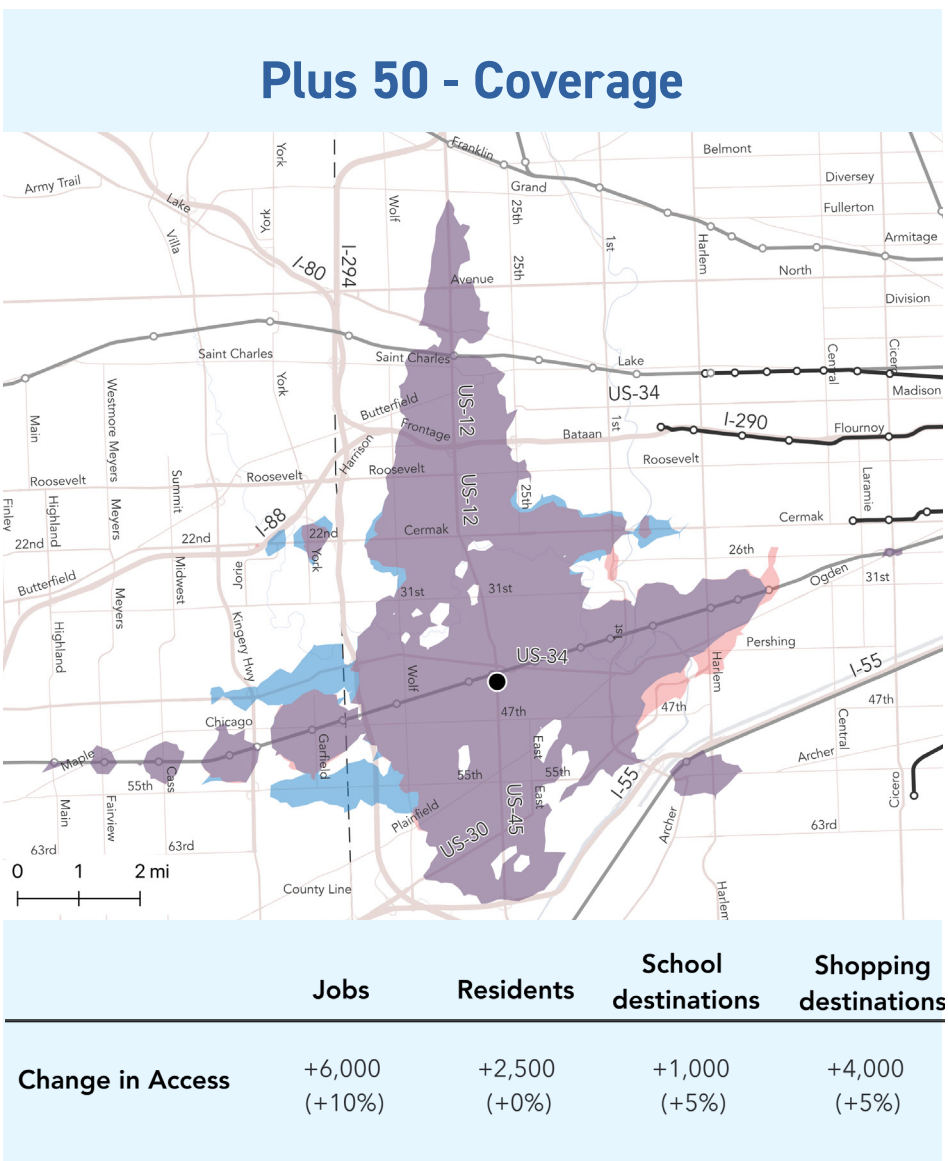 Plus 50 - Coverage
Franklin
York
Belmont
Army Trail
Grand
Diversey
Lake
Wolf
25th
Fullerton
York
Villa
1st
Harlem
Armitage
I-80
I-294
25th
North
Avenue
Division
Saint Charles
Saint Charles
Lake
Central
Cicero
York
US-34
Madison
Westmore Meyers
US-12
Butterfield
Main
1st
I-290
Frontage
Bataan
Flournoy
Harrison
Roosevelt
Roosevelt
Roosevelt
Roosevelt
Summit
Laramie
25th
Finley
Highland
Meyers
US-12
I-88
22nd
Cermak
Cermak
22nd
22nd
26th
York
Midwest
Jorie
Butterfield
Ogden
31st
31st
31st
Meyers
Highland
Kingery Hwy
1st
Pershing
US-34
Harlem
I-55
Wolf
47th
47th
47th
Chicago
Central
Garfield
East
Maple
Archer
Cass
55th
55th
55th
I-55
East
Cicero
US-45
Main
Fairview
Plainfield
Archer
63rd
US-30
63rd
63rd
0 1 2 mi
County Line
Harlem
Jobs Residents School destinations Shopping destinations
Change in Access +6,000 +2,500 +1,000 +4,000
(+10%) (+0%) (+5%) (+5%)